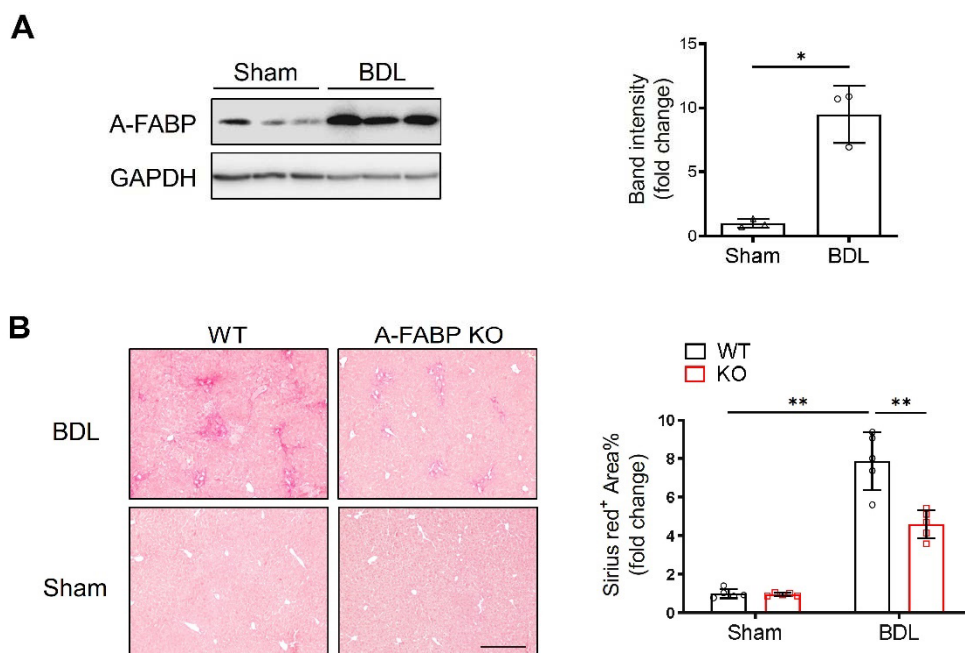 A
Sham BDL
A-FABP
GAPDH
Band intensity
(fold change)
15
10
5
0
*
Sham BDL
B
WT A-FABP KO
BDL
Sham
WT
KO
Sirius red⁺ Area%
(fold change)
10
8
6
4
2
0
** **
Sham BDL